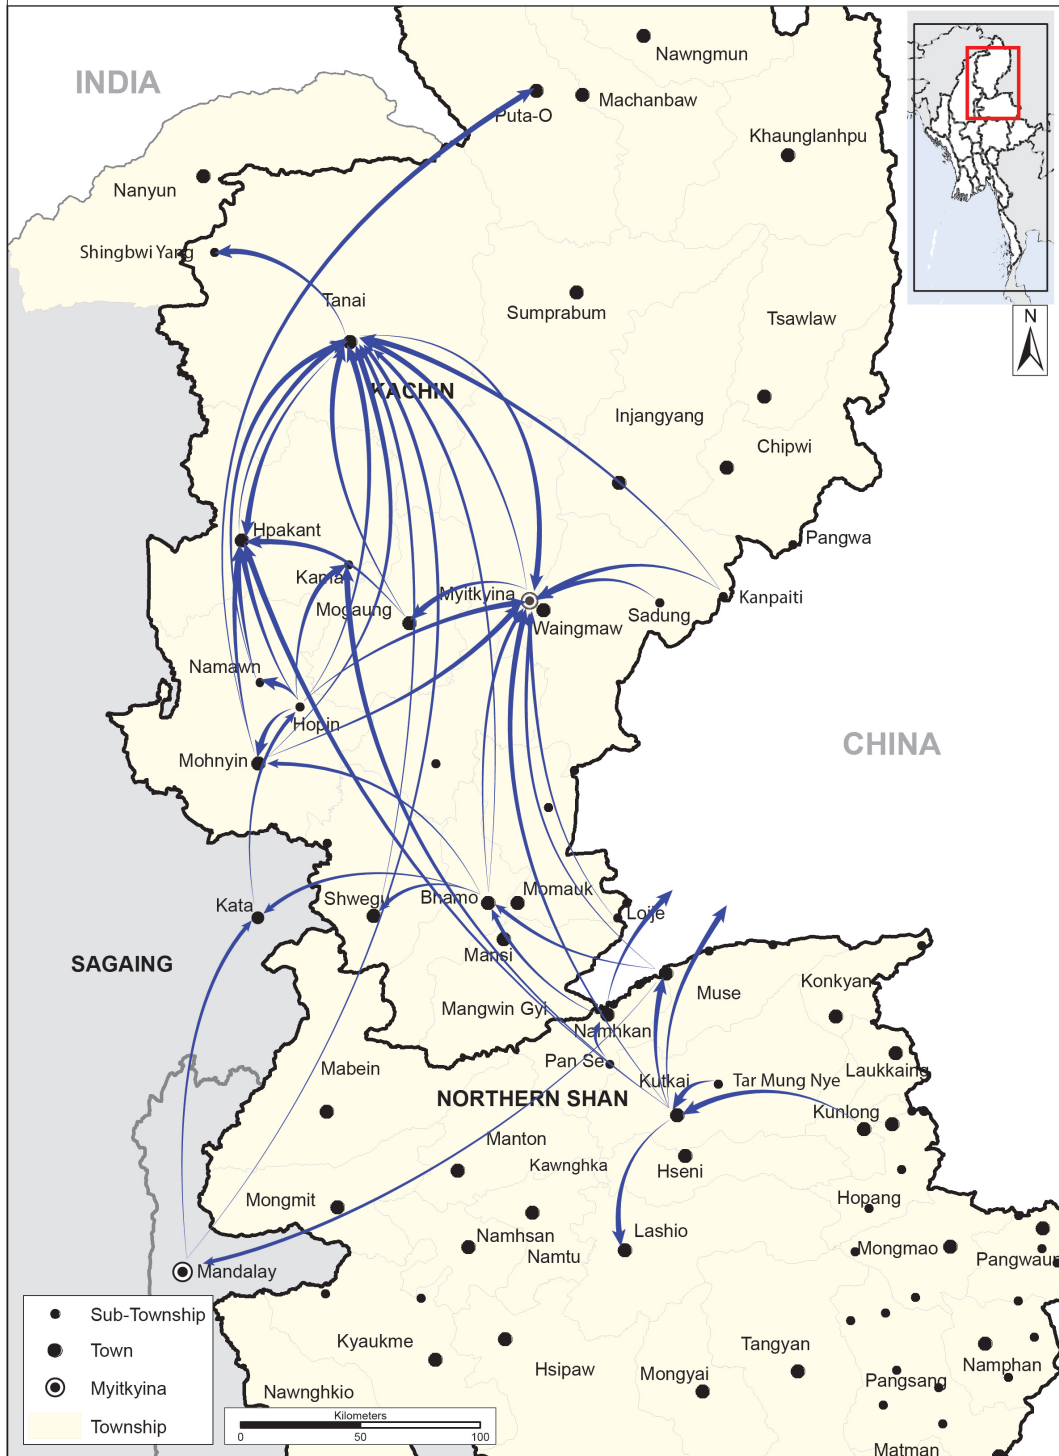 Nawngmun
INDIA
Puta-O
Machanbaw
Khaunglanhpu
Nanyun
Shingbwi Yang
Tanai
Sumprabum
Tsawlaw
N
KACHIN
Injangyang
Chipwi
Hpakant
Pangwa
Kama
Mogaung
Myitkyina
Waingmaw
Sadung
Kanpaiti
Namawn
Hopin
Mohnyin
CHINA
Kata
Shwegu
Bhamo
Momauk
Loije
Mansi
SAGAING
Muse
Konkyan
Mangwin Gyi
Namhkan
Pan Se
Mabein
Kutkai
Tar Mung Nye
Laukkaing
NORTHERN SHAN
Kunlong
Manton
Kawnghka
Hseni
Mongmit
Hopang
Namhsan
Namtu
Lashio
Mongmao
Pangwaun
Mandalay
Sub-Township
Town
Myitkyina
Township
Kyaukme
Hsipaw
Tangyan
Mongyai
Namphan
Pangsang
Nawnghkio
Kilometers
0 50 100
Matman